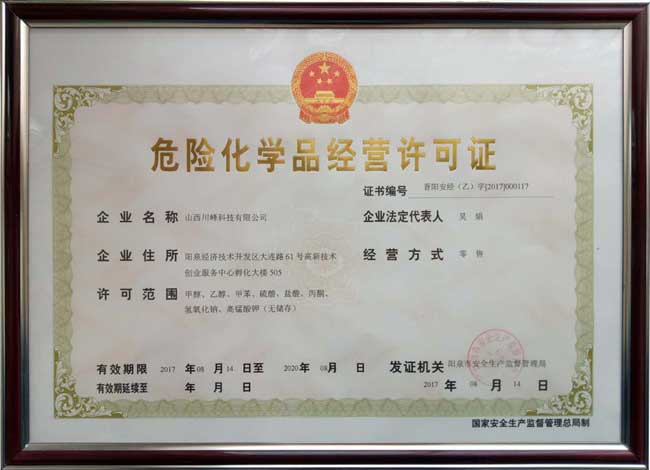 危险化学品经营许可证
证书编号 晋阳安经（乙）字[2017]000117
企业名称 山西川峰科技有限公司 企业法定代表人 吴娟
企业住所 阳泉经济技术开发区大连路61号高新技术 经营方式 零售
创业服务中心孵化大楼505
许可范围 甲醇、乙醇、甲苯、硫酸、盐酸、丙酮、
氢氧化钠、高锰酸钾（无储存）
有效期限 2017 年 08 月 14 日至 2020 年 08月 日 发证机关 阳泉市安全生产监督管理局
有效期延续至 年 月 日 2017 年 08 月 14 日
国家安全生产监督管理总局制